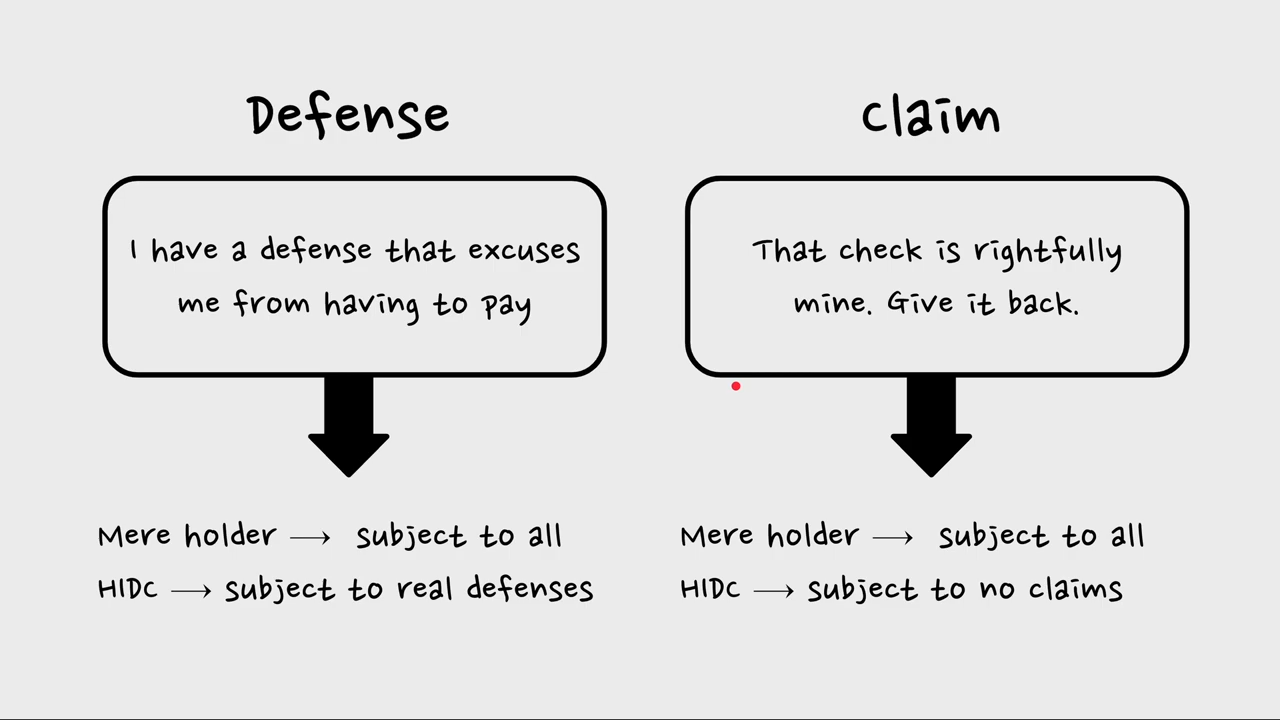 Defense
I have a defense that excuses
me from having to pay
Mere holder → subject to all
HIDC → subject to real defenses
Claim
That check is rightfully
mine. Give it back.
Mere holder → subject to all
HIDC → subject to no claims